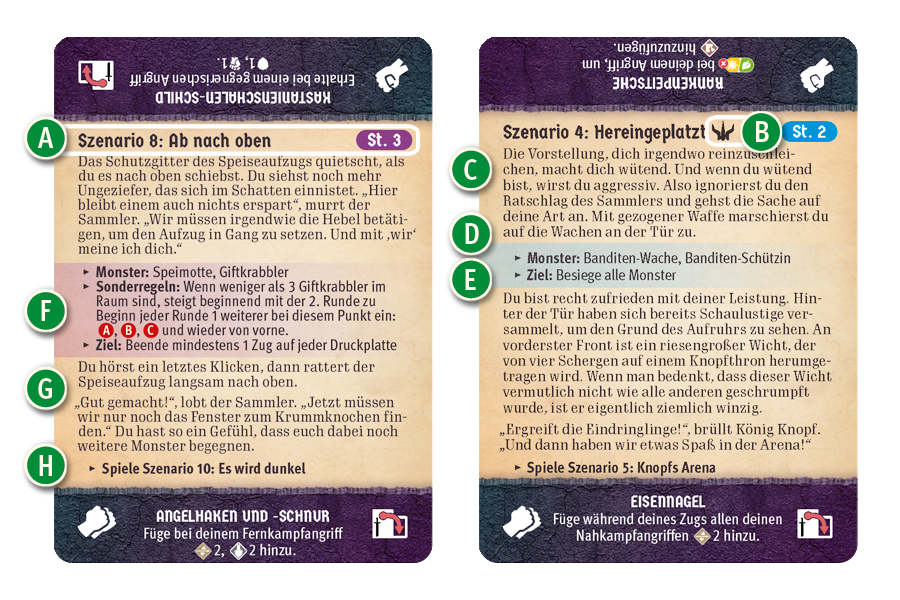 KASTANIENSCHALEN-SCHILD
Erhalte bei einem gegnerischen Angriff
1, 1.
A
Szenario 8: Ab nach oben
St. 3
Das Schutzgitter des Speiseaufzugs quietscht, als
du es nach oben schiebst. Du siehst noch mehr
Ungeziefer, das sich im Schatten einnistet. „Hier
bleibt einem auch nichts erspart“, murrt der
Sammler. „Wir müssen irgendwie die Hebel betäti-
gen, um den Aufzug in Gang zu setzen. Und mit ‚wir‘
meine ich dich.“
F
▸ Monster: Speimotte, Giftkrabbler
▸ Sonderregeln: Wenn weniger als 3 Giftkrabbler im
Raum sind, steigt beginnend mit der 2. Runde zu
Beginn jeder Runde 1 weiterer bei diesem Punkt ein:
A, B, C und wieder von vorne.
▸ Ziel: Beende mindestens 1 Zug auf jeder Druckplatte
G
Du hörst ein letztes Klicken, dann rattert der
Speiseaufzug langsam nach oben.
„Gut gemacht!“, lobt der Sammler. „Jetzt müssen
wir nur noch das Fenster zum Krummknochen fin-
den.“ Du hast so ein Gefühl, dass euch dabei noch
weitere Monster begegnen.
H
▸ Spiele Szenario 10: Es wird dunkel
ANGELHAKEN UND -SCHNUR
Füge bei deinem Fernkampfangriff
2, 2 hinzu.
RANKENPEITSCHE
bei deinem Angriff, um
hinzuzufügen.
Szenario 4: Hereingeplatzt
B
St. 2
C
Die Vorstellung, dich irgendwo reinzuschlei-
chen, macht dich wütend. Und wenn du wütend
bist, wirst du aggressiv. Also ignorierst du den
Ratschlag des Sammlers und gehst die Sache auf
deine Art an. Mit gezogener Waffe marschierst du
auf die Wachen an der Tür zu.
D
▸ Monster: Banditen-Wache, Banditen-Schützin
▸ Ziel: Besiege alle Monster
E
Du bist recht zufrieden mit deiner Leistung. Hin-
ter der Tür haben sich bereits Schaulustige ver-
sammelt, um den Grund des Aufruhrs zu sehen. An
vorderster Front ist ein riesengroßer Wicht, der
von vier Schergen auf einem Knopfthron herumge-
tragen wird. Wenn man bedenkt, dass dieser Wicht
vermutlich nicht wie alle anderen geschrumpft
wurde, ist er eigentlich ziemlich winzig.
„Ergreift die Eindringlinge!“, brüllt König Knopf.
„Und dann haben wir etwas Spaß in der Arena!“
▸ Spiele Szenario 5: Knopfs Arena
EISENNAGEL
Füge während deines Zugs allen deinen
Nahkampfangriffen 2 hinzu.